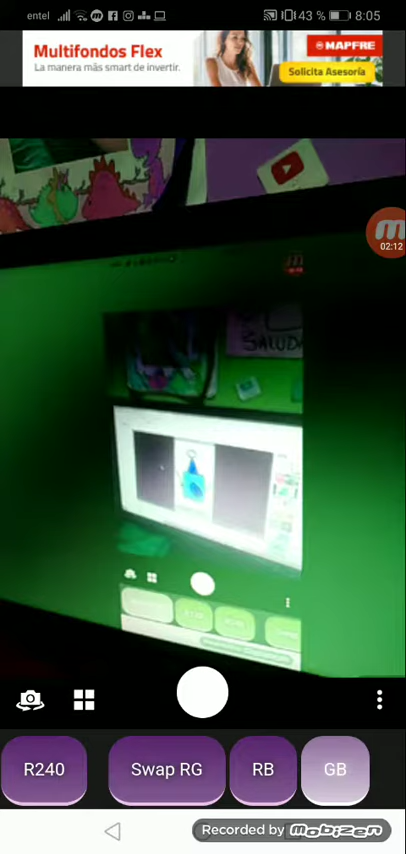 entel 43 % 8:05
Multifondos Flex
La manera más smart de invertir.
MAPFRE
Solicita Asesoría
02:12
SALUDA
R240 Swap RG RB GB
Recorded by mobizen